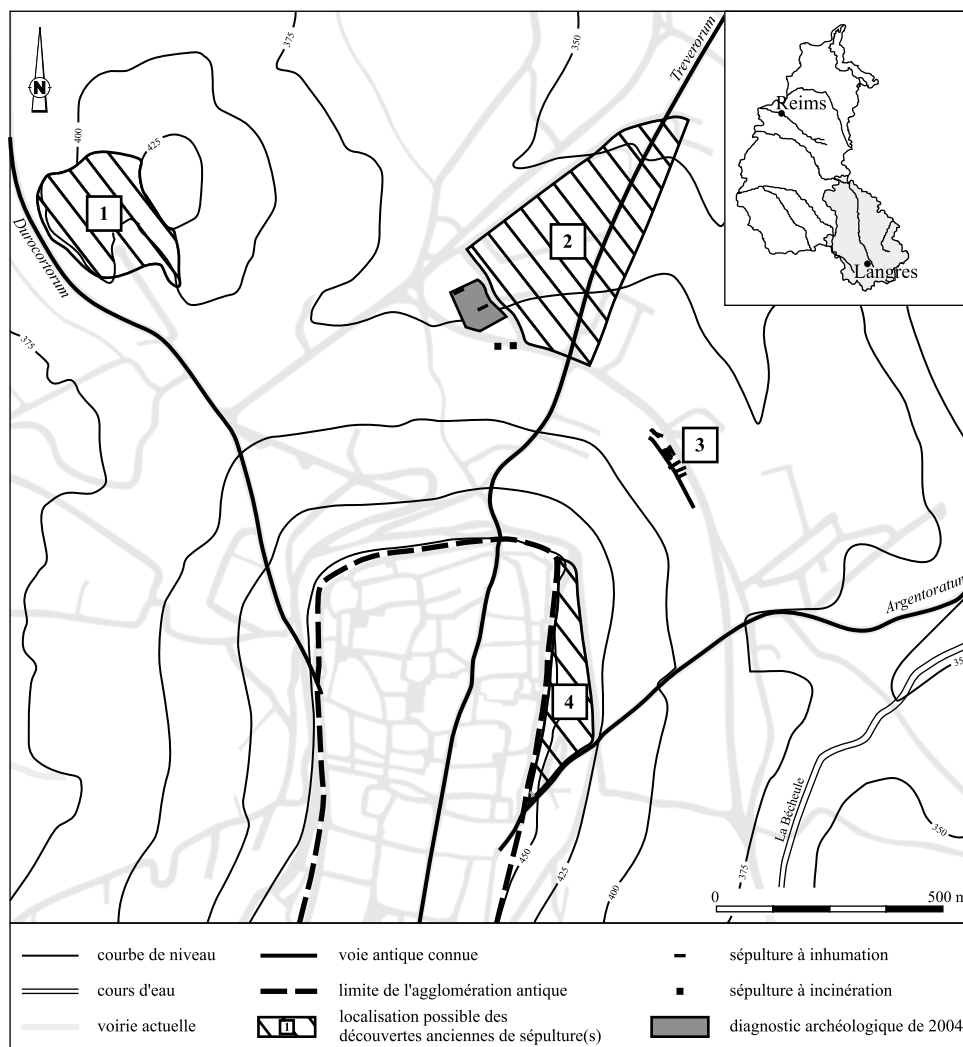 375
350
Treverorum
N
400
425
Reims
Langres
1
2
Durocortorum
375
3
Argentoratum
4
35
La Bécheule
350
450
425
400
375
0 500 m
courbe de niveau
voie antique connue
sépulture à inhumation
cours d'eau
limite de l'agglomération antique
sépulture à incinération
voirie actuelle
1
localisation possible des
découvertes anciennes de sépulture(s)
diagnostic archéologique de 2004